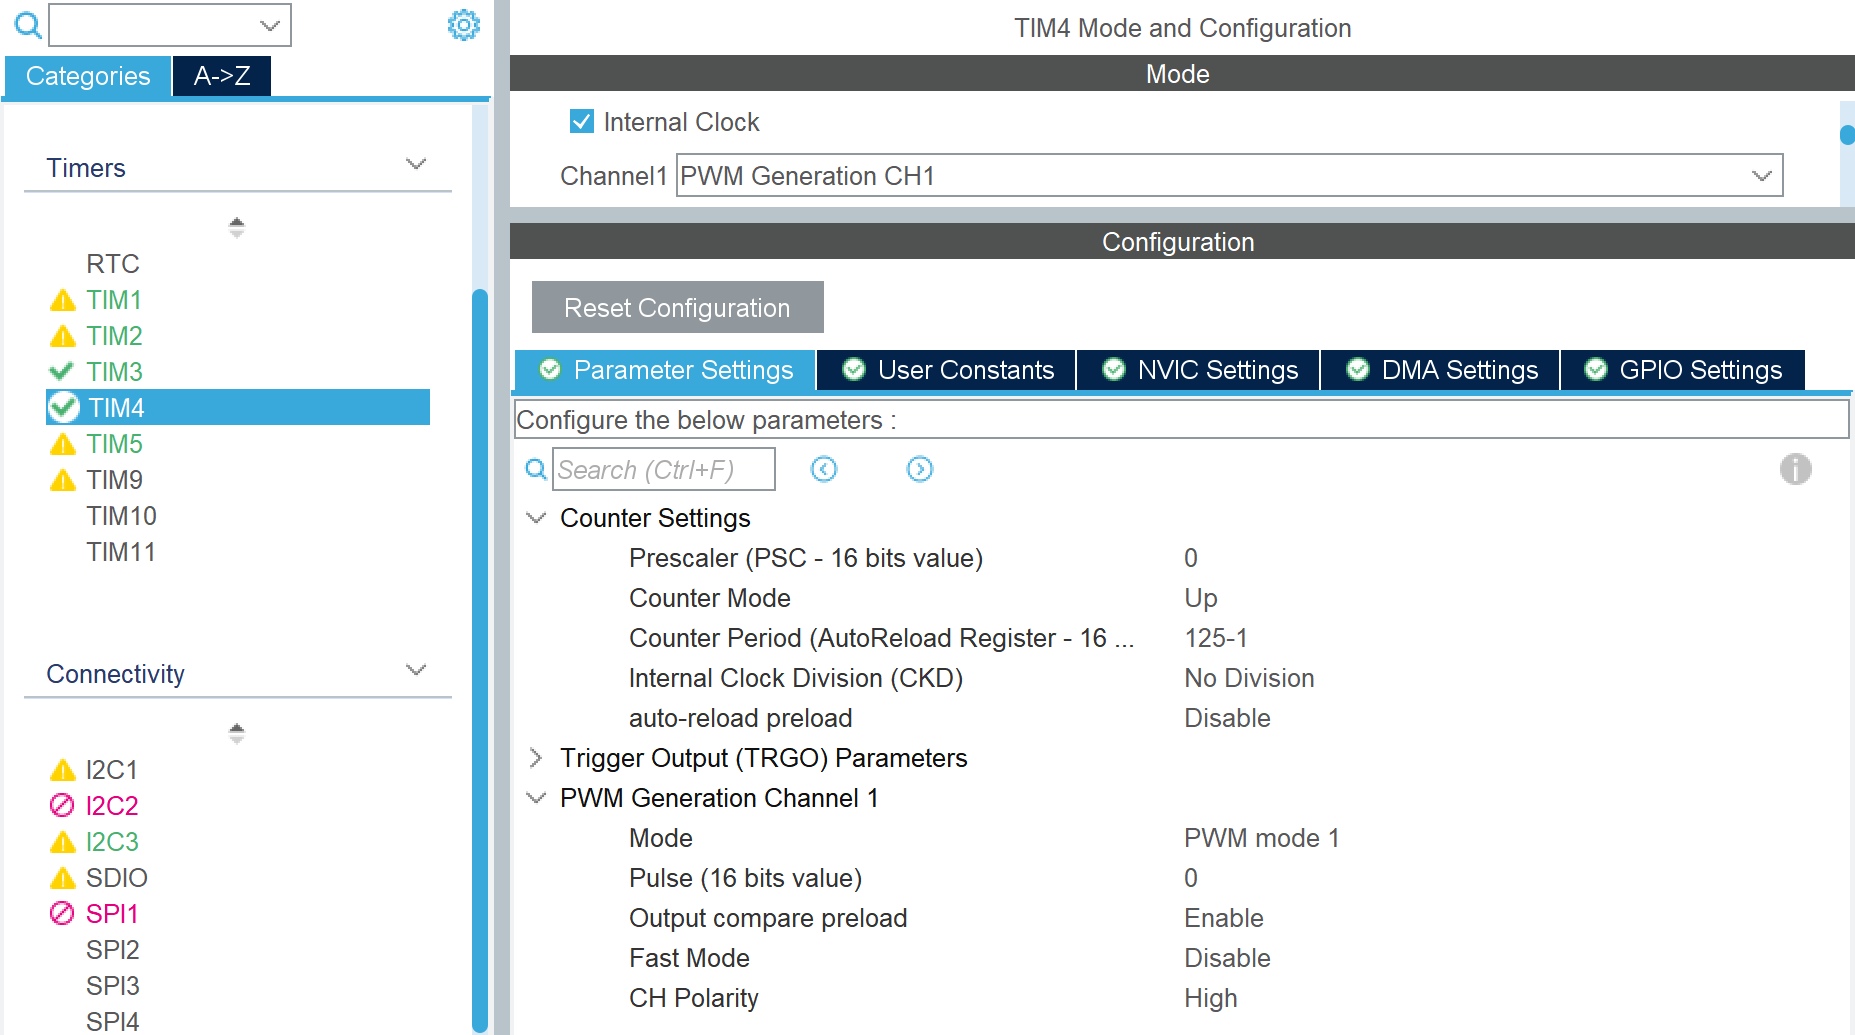 Categories
A->Z
Timers
RTC
TIM1
TIM2
TIM3
TIM4
TIM5
TIM9
TIM10
TIM11
Connectivity
I2C1
I2C2
I2C3
SDIO
SPI1
SPI2
SPI3
SPI4
TIM4 Mode and Configuration
Mode
Internal Clock
Channel1 PWM Generation CH1
Configuration
Reset Configuration
Parameter Settings User Constants NVIC Settings DMA Settings GPIO Settings
Configure the below parameters :
Search (Ctrl+F)
Counter Settings
Prescaler (PSC - 16 bits value) 0
Counter Mode Up
Counter Period (AutoReload Register - 16 ... 125-1
Internal Clock Division (CKD) No Division
auto-reload preload Disable
Trigger Output (TRGO) Parameters
PWM Generation Channel 1
Mode PWM mode 1
Pulse (16 bits value) 0
Output compare preload Enable
Fast Mode Disable
CH Polarity High